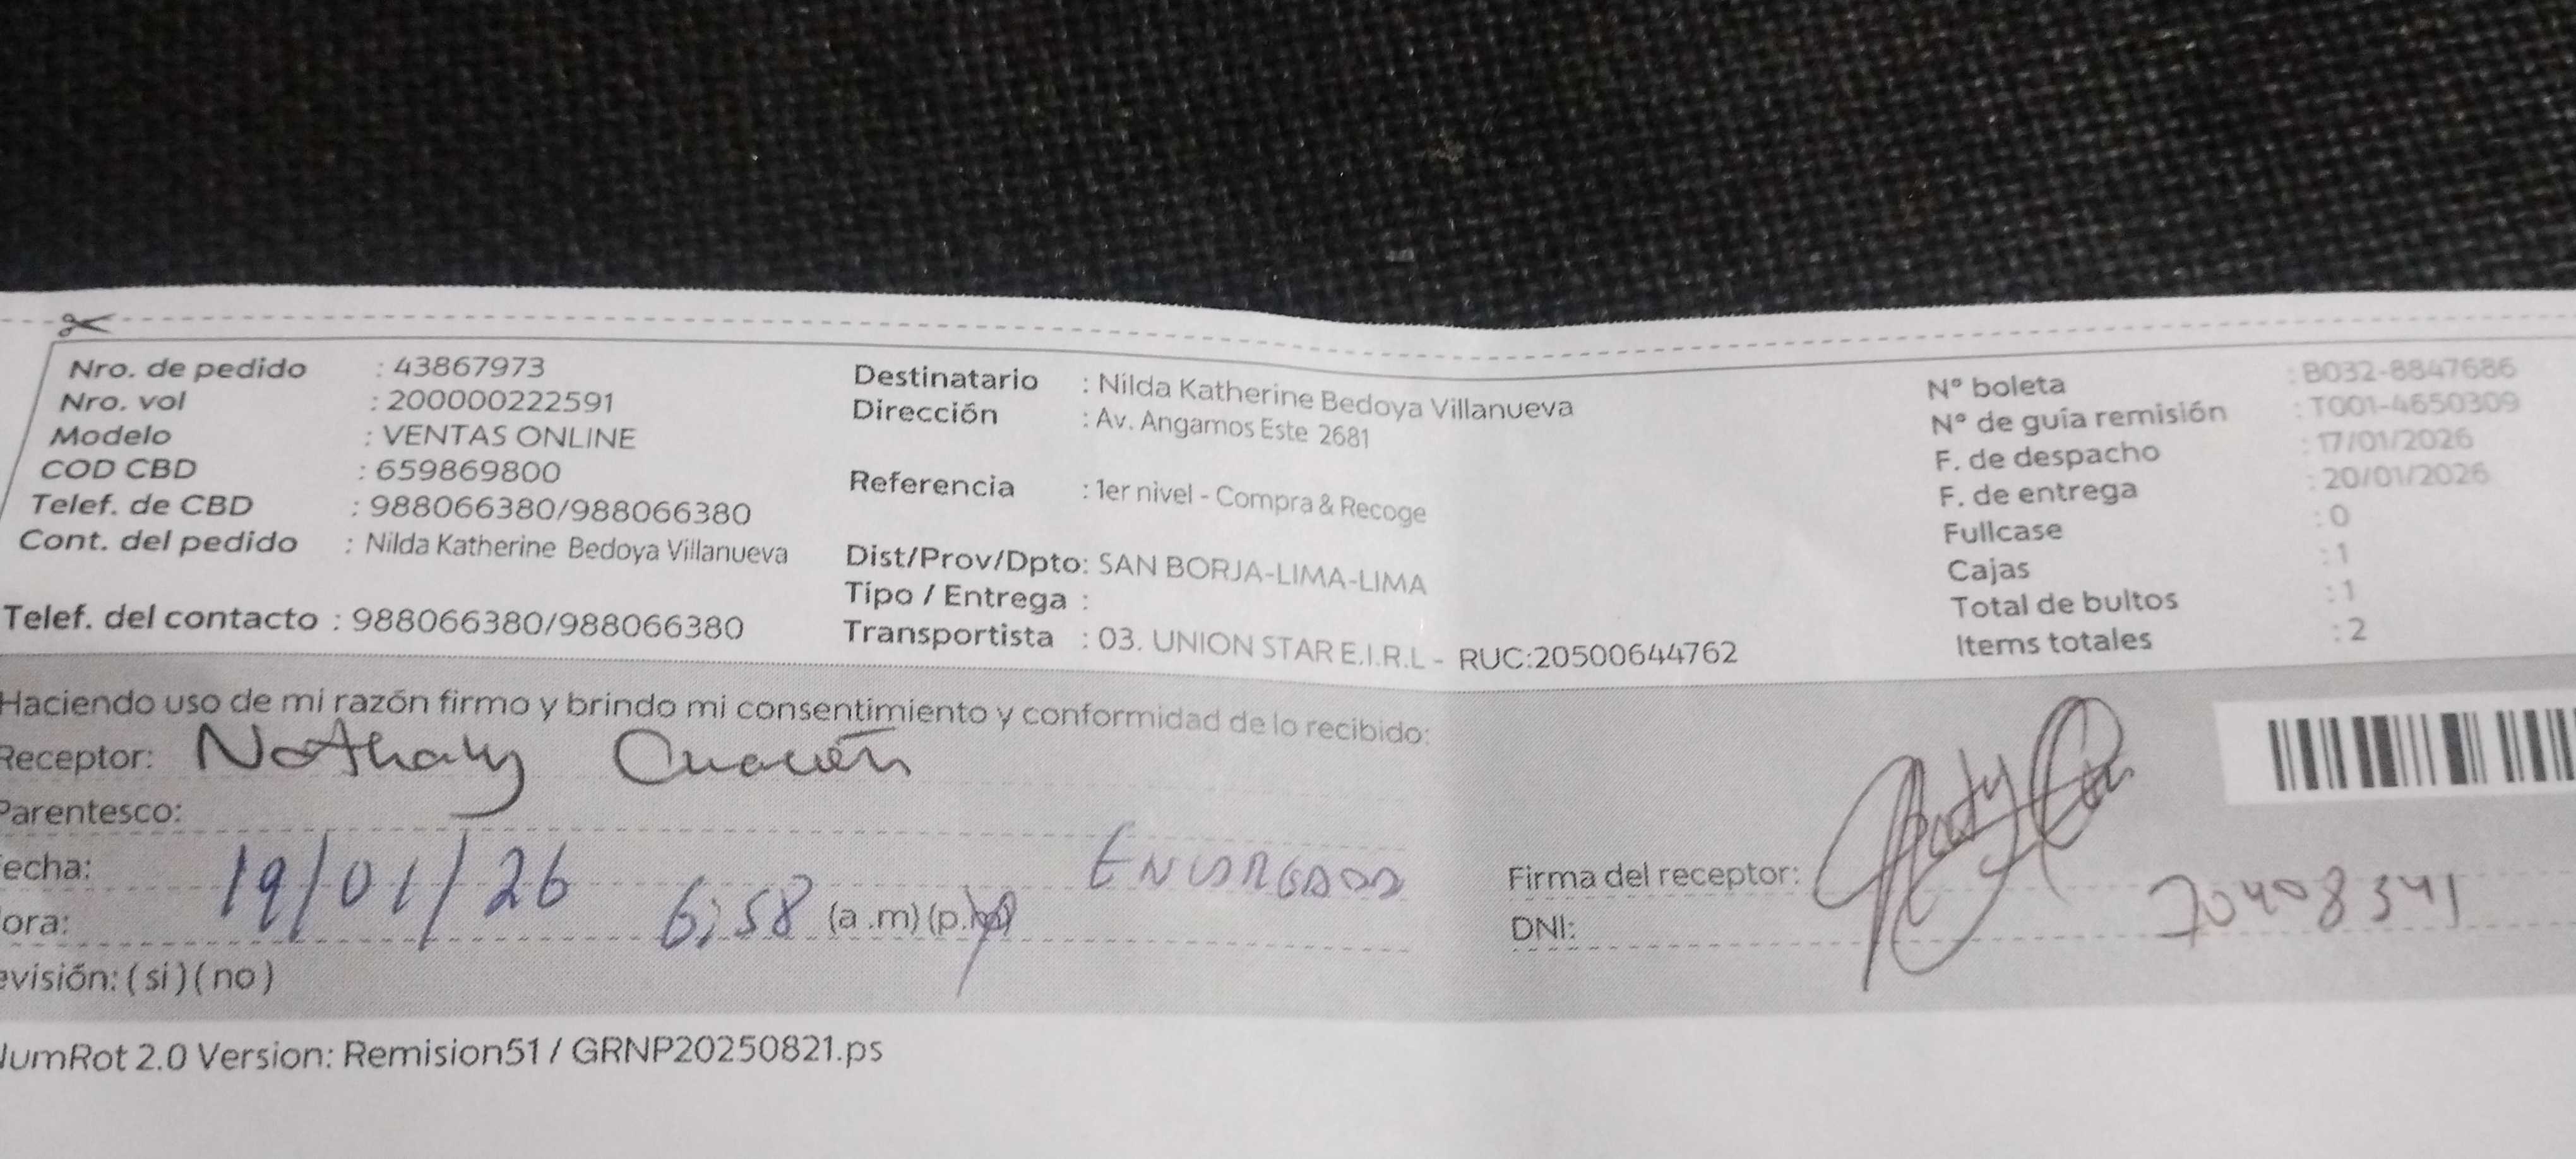 Nro. de pedido : 43867973
Nro. vol : 200000222591
Modelo : VENTAS ONLINE
COD CBD : 659869800
Telef. de CBD : 988066380/988066380
Cont. del pedido : Nilda Katherine Bedoya Villanueva
Telef. del contacto : 988066380/988066380
Destinatario : Nilda Katherine Bedoya Villanueva
Dirección : Av. Angamos Este 2681
Referencia : 1er nivel - Compra & Recoge
Dist/Prov/Dpto: SAN BORJA-LIMA-LIMA
Tipo / Entrega :
Transportista : 03. UNION STAR E.I.R.L - RUC:20500644762
N° boleta : B032-8847686
N° de guía remisión : T001-4650309
F. de despacho : 17/01/2026
F. de entrega : 20/01/2026
Fullcase : 0
Cajas : 1
Total de bultos : 1
Items totales : 2
Haciendo uso de mi razón firmo y brindo mi consentimiento y conformidad de lo recibido:
Receptor: Nathaly
Parentesco:
echa: 19/01/26
ENCARGADO
ora: 6:58 (a .m) (p.
evisión: ( si ) ( no )
Firma del receptor:
DNI: 70408341
umRot 2.0 Version: Remision51 / GRNP20250821.ps